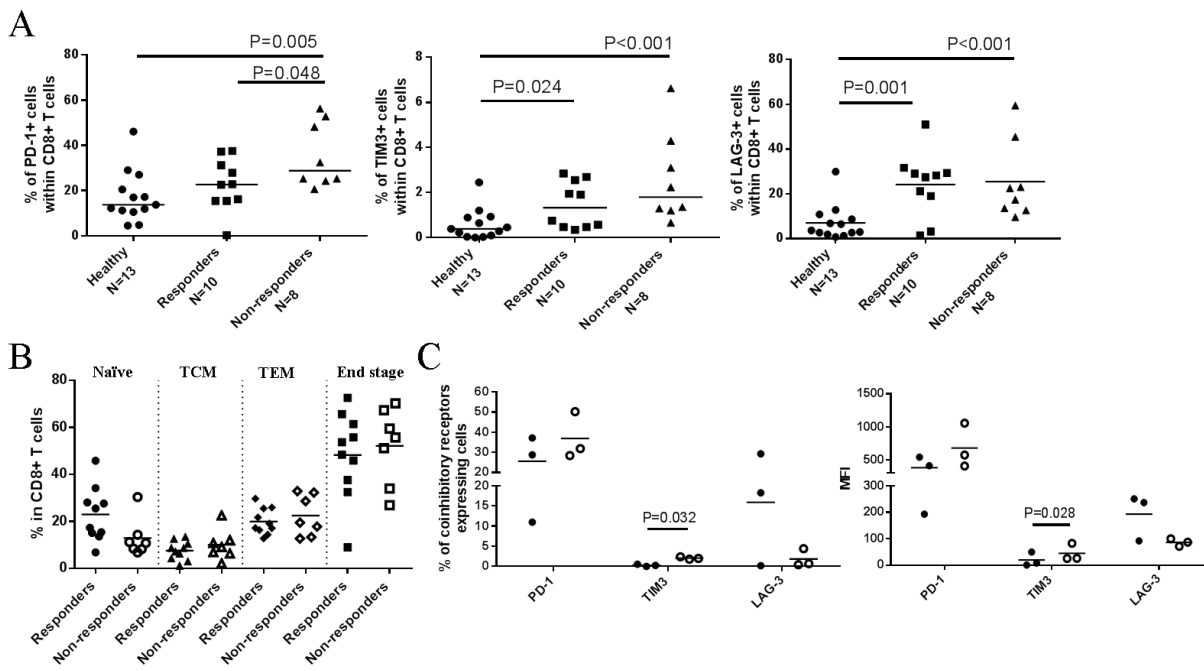 A
% of PD-1+ cells
within CD8+ T cells
80
60
40
20
0
P=0.005
P=0.048
Healthy
N=13
Responders
N=10
Non-responders
N=8
% of TIM3+ cells
within CD8+ T cells
8
6
4
2
0
P<0.001
P=0.024
Healthy
N=13
Responders
N=10
Non-responders
N=8
% of LAG-3+ cells
within CD8+ T cells
80
60
40
20
0
P<0.001
P=0.001
Healthy
N=13
Responders
N=10
Non-responders
N=8
B
% in CD8+ T cells
80
60
40
20
0
Naïve
TCM
TEM
End stage
Responders
Non-responders
Responders
Non-responders
Responders
Non-responders
Responders
Non-responders
C
% of coinhibitory receptors
expressing cells
60
50
40
30
20
15
10
5
0
P=0.032
PD-1
TIM3
LAG-3
MFI
1500
1000
500
300
200
100
0
P=0.028
PD-1
TIM3
LAG-3